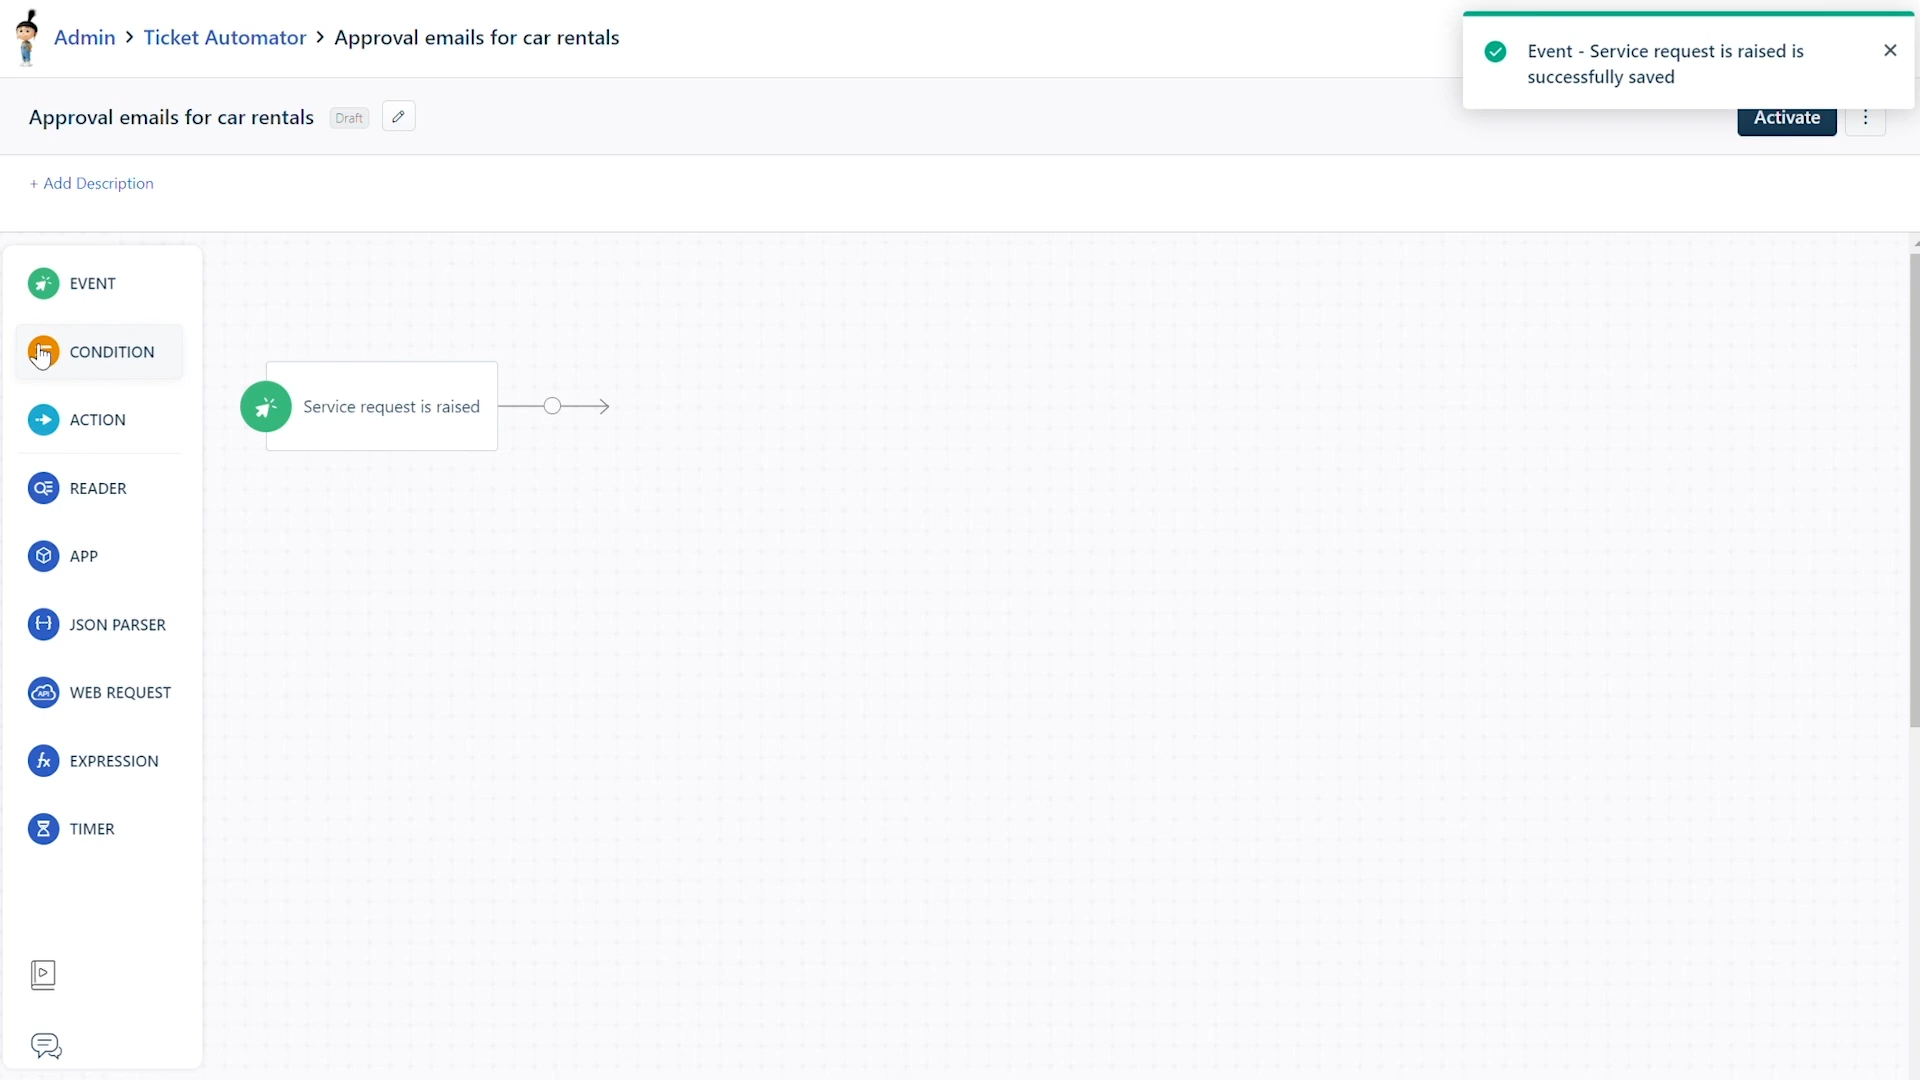 Admin > Ticket Automator > Approval emails for car rentals
Event - Service request is raised is
successfully saved
Approval emails for car rentals
Draft
Activate
+ Add Description
EVENT
CONDITION
ACTION
READER
APP
JSON PARSER
WEB REQUEST
EXPRESSION
TIMER
Service request is raised